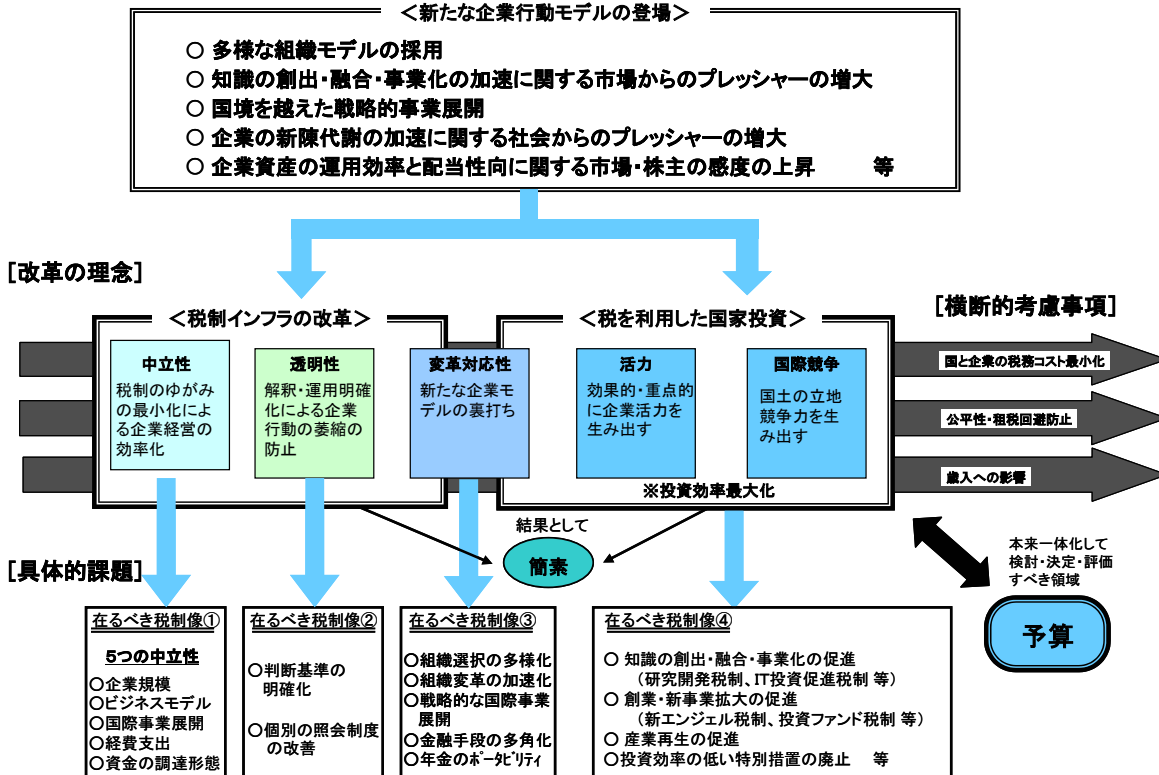 ＜新たな企業行動モデルの登場＞
○ 多様な組織モデルの採用
○ 知識の創出・融合・事業化の加速に関する市場からのプレッシャーの増大
○ 国境を越えた戦略的事業展開
○ 企業の新陳代謝の加速に関する社会からのプレッシャーの増大
○ 企業資産の運用効率と配当性向に関する市場・株主の感度の上昇　　等
[改革の理念]
＜税制インフラの改革＞
中立性
税制のゆがみ
の最小化によ
る企業経営の
効率化
透明性
解釈・運用明確
化による企業
行動の萎縮の
防止
変革対応性
新たな企業モ
デルの裏打ち
＜税を利用した国家投資＞
活力
効果的・重点的
に企業活力を
生み出す
国際競争
国土の立地
競争力を生
み出す
※投資効率最大化
[横断的考慮事項]
国と企業の税務コスト最小化
公平性・租税回避防止
歳入への影響
結果として
簡素
本来一体化して
検討・決定・評価
すべき領域
予算
[具体的課題]
在るべき税制像①
5つの中立性
○企業規模
○ビジネスモデル
○国際事業展開
○経費支出
○資金の調達形態
在るべき税制像②
○判断基準の
明確化
○個別の照会制度
の改善
在るべき税制像③
○組織選択の多様化
○組織変革の加速化
○戦略的な国際事業
展開
○金融手段の多角化
○年金のﾎﾟｰﾀﾋﾞﾘﾃｨ
在るべき税制像④
○ 知識の創出・融合・事業化の促進
（研究開発税制、IT投資促進税制 等）
○ 創業・新事業拡大の促進
（新エンジェル税制、投資ファンド税制 等）
○ 産業再生の促進
○投資効率の低い特別措置の廃止　等